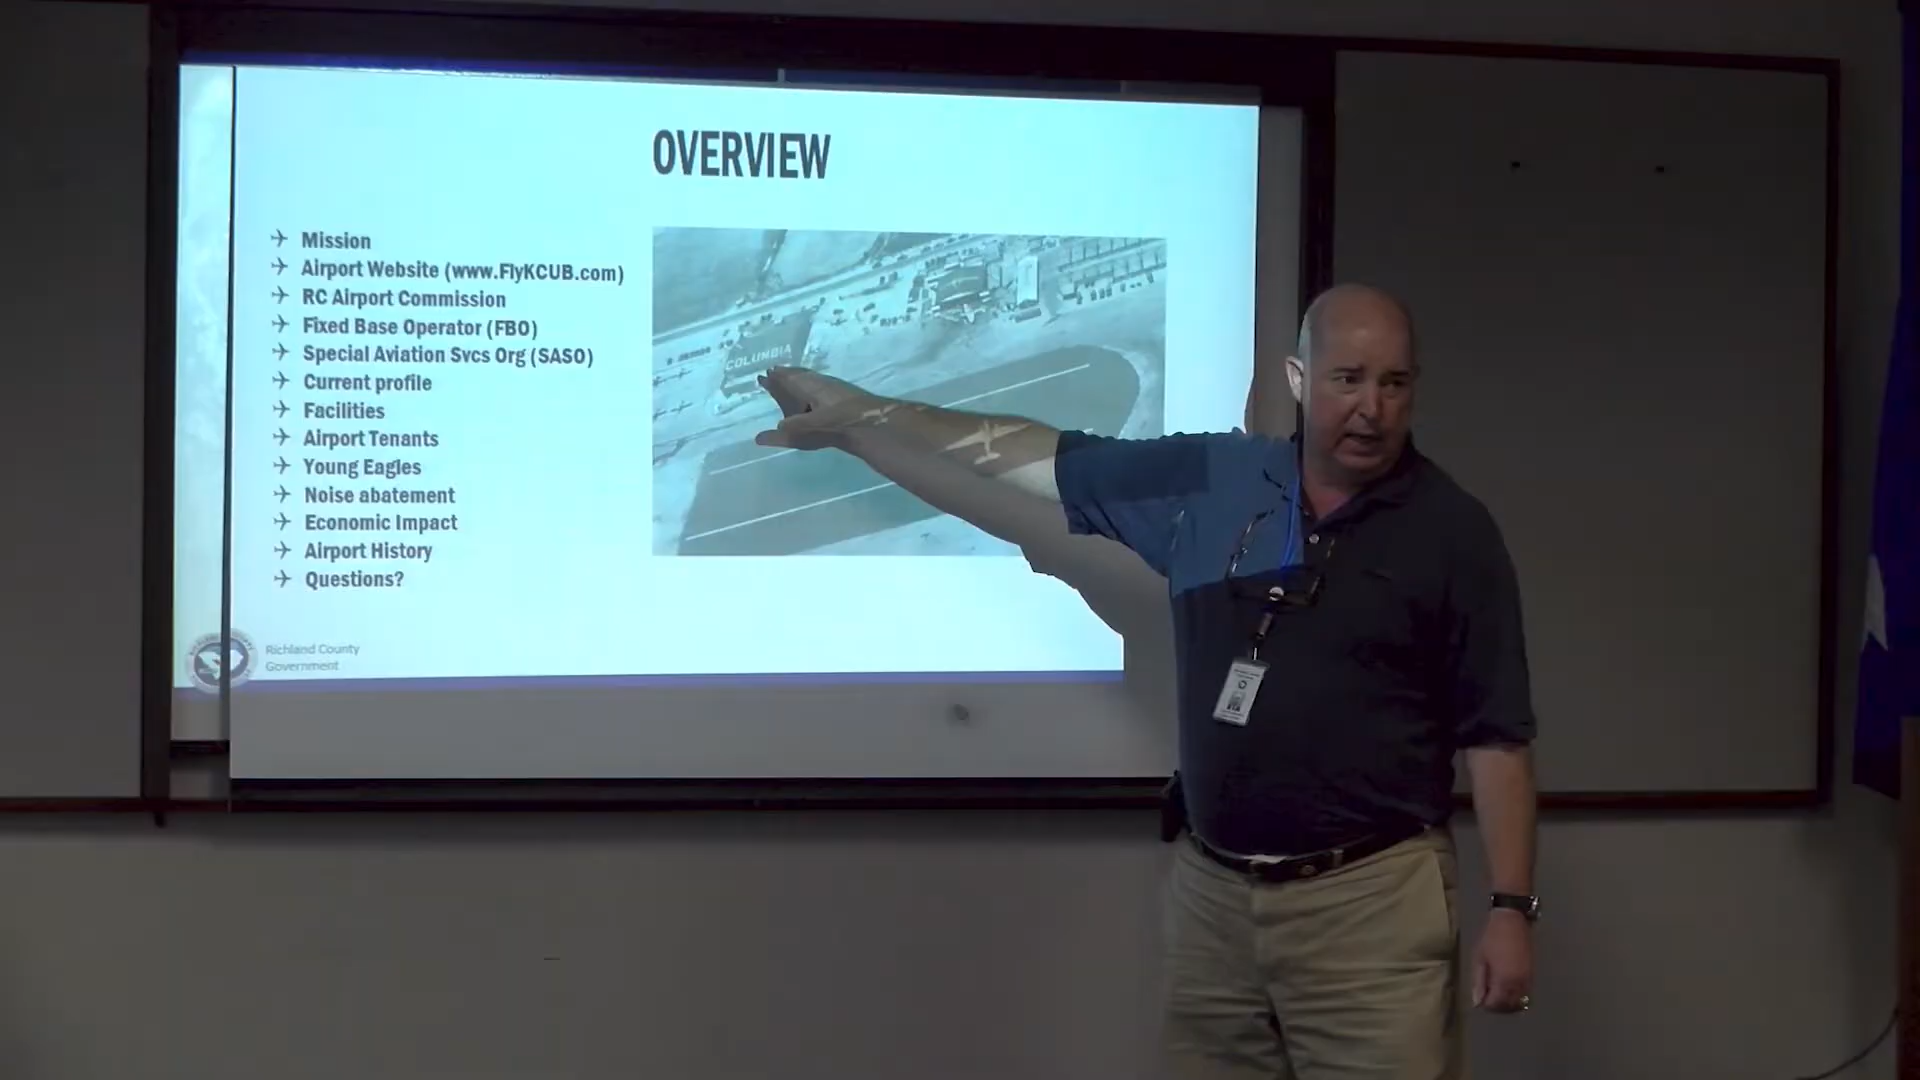 OVERVIEW
Mission
Airport Website (www.FlyKCUB.com)
RC Airport Commission
Fixed Base Operator (FBO)
Special Aviation Svcs Org (SASO)
Current profile
Facilities
Airport Tenants
Young Eagles
Noise abatement
Economic Impact
Airport History
Questions?
COLUMBIA
Richland County
Government